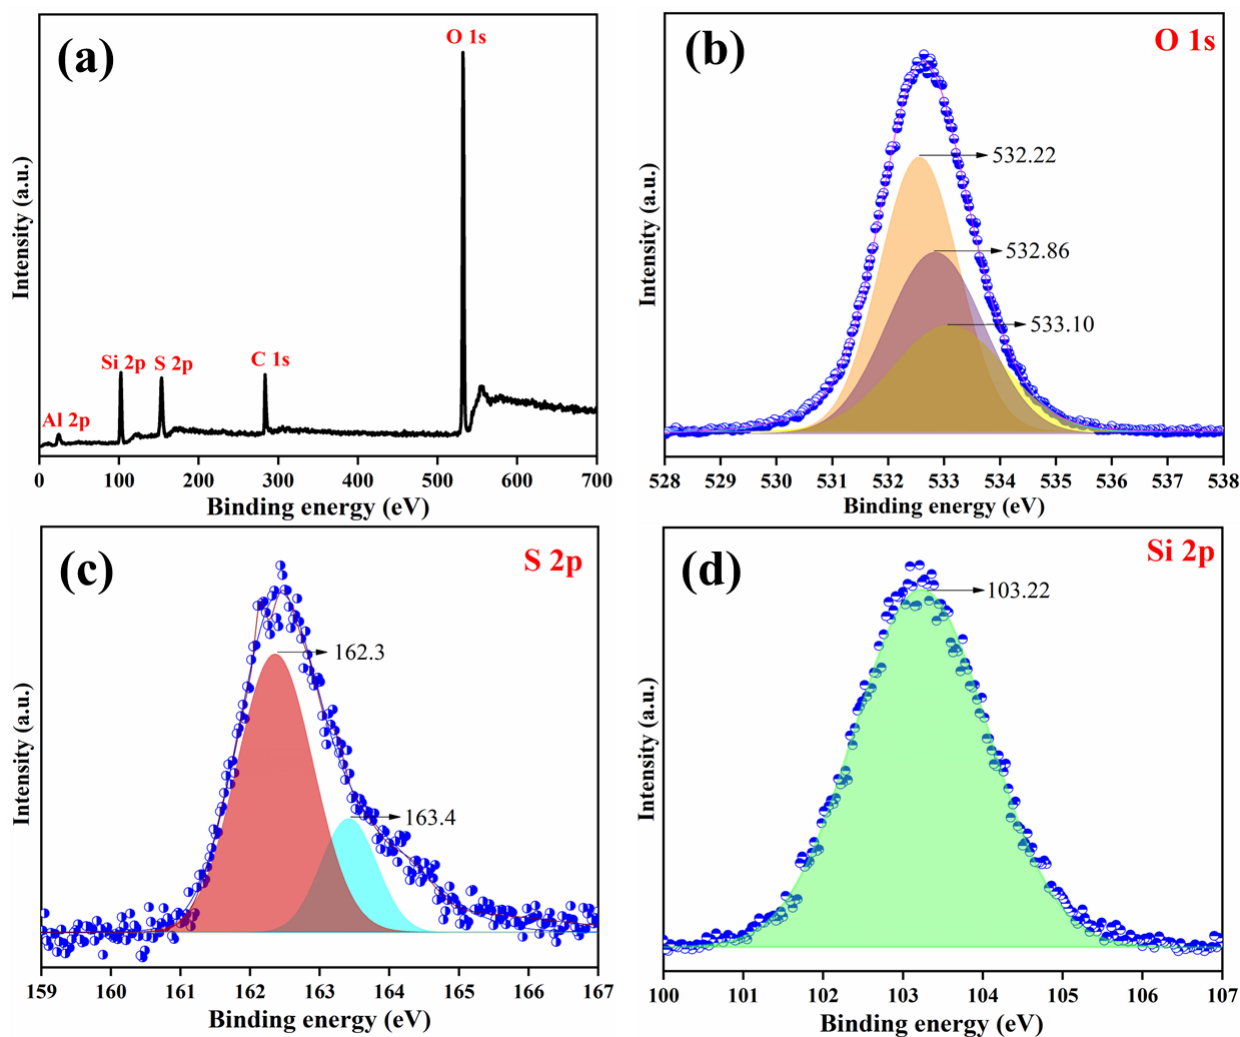 (a)
O 1s
Si 2p
S 2p
C 1s
Al 2p
Intensity (a.u.)
0 100 200 300 400 500 600 700
Binding energy (eV)
(b)
O 1s
532.22
532.86
533.10
Intensity (a.u.)
528 529 530 531 532 533 534 535 536 537 538
Binding energy (eV)
(c)
S 2p
162.3
163.4
Intensity (a.u.)
159 160 161 162 163 164 165 166 167
Binding energy (eV)
(d)
Si 2p
103.22
Intensity (a.u.)
100 101 102 103 104 105 106 107
Binding energy (eV)